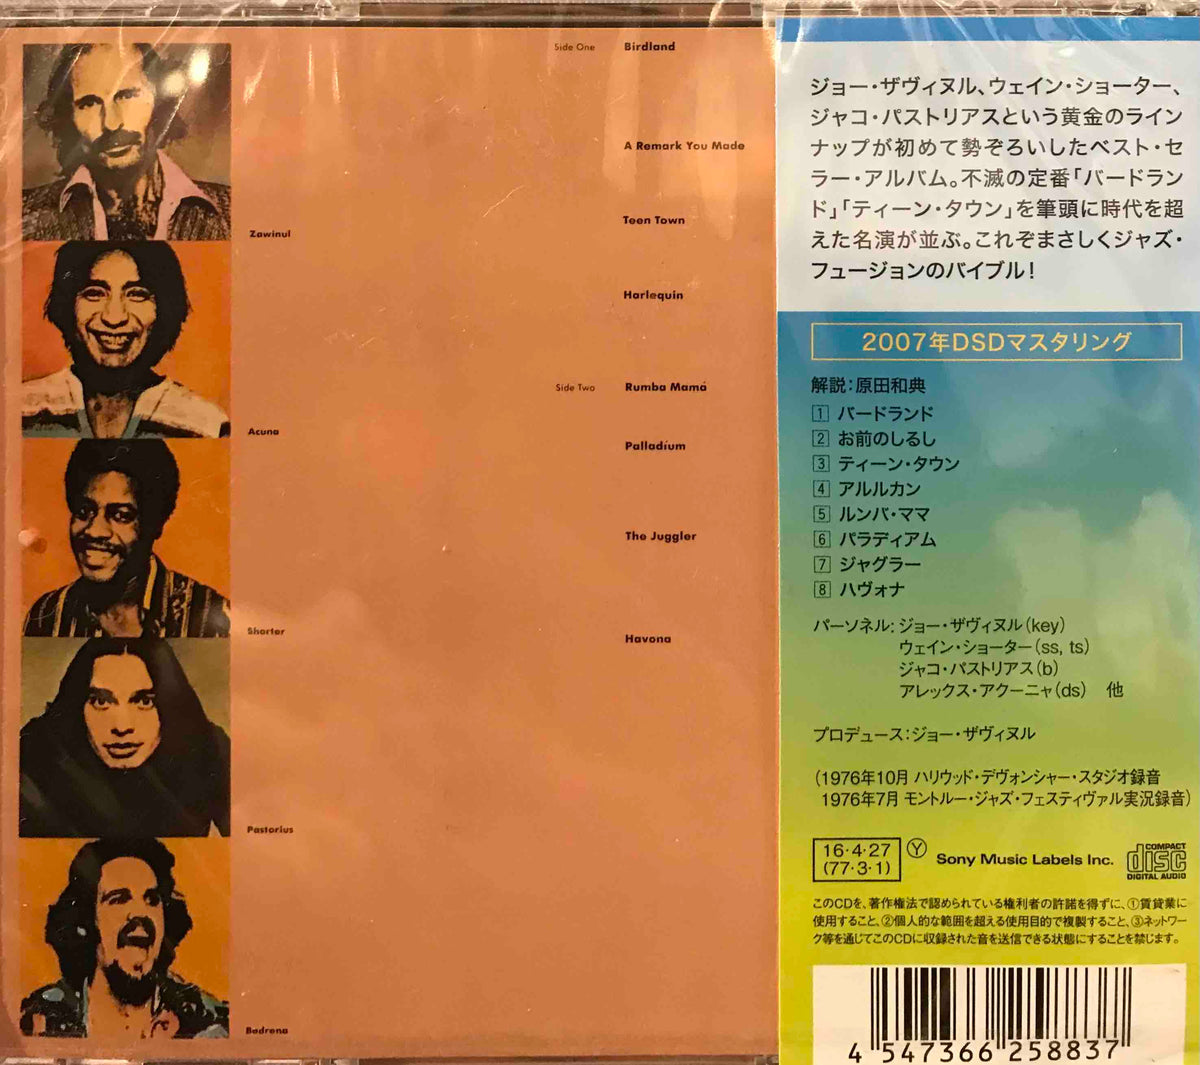 Side One
Birdland
A Remark You Made
Teen Town
Harlequin
Side Two
Rumba Mamá
Palladíum
The Juggler
Havona
Zawinul
Acuna
Shorter
Pastorius
Badrena
ジョー・ザヴィヌル、ウェイン・ショーター、
ジャコ・パストリアスという黄金のライン
ナップが初めて勢ぞろいしたベスト・セ
ラー・アルバム。不滅の定番「バードラン
ド」「ティーン・タウン」を筆頭に時代を超
えた名演が並ぶ。これぞまさしくジャズ・
フュージョンのバイブル!
2007年DSDマスタリング
解説:原田和典
1 バードランド
2 お前のしるし
3 ティーン・タウン
4 アルルカン
5 ルンバ・ママ
6 パラディアム
7 ジャグラー
8 ハヴォナ
パーソネル:ジョー・ザヴィヌル(key)
ウェイン・ショーター(ss, ts)
ジャコ・パストリアス(b)
アレックス・アクーニャ(ds) 他
プロデュース:ジョー・ザヴィヌル
(1976年10月 ハリウッド・デヴォンシャー・スタジオ録音
1976年7月 モントルー・ジャズ・フェスティヴァル実況録音)
16・4・27
(77・3・1)
Ⓨ
Sony Music Labels Inc.
COMPACT
disc
DIGITAL AUDIO
このCDを、著作権法で認められている権利者の許諾を得ずに、①賃貸業に
使用すること、②個人的な範囲を超える使用目的で複製すること、③ネットワー
ク等を通じてこのCDに収録された音を送信できる状態にすることを禁じます。
4 547366 258837